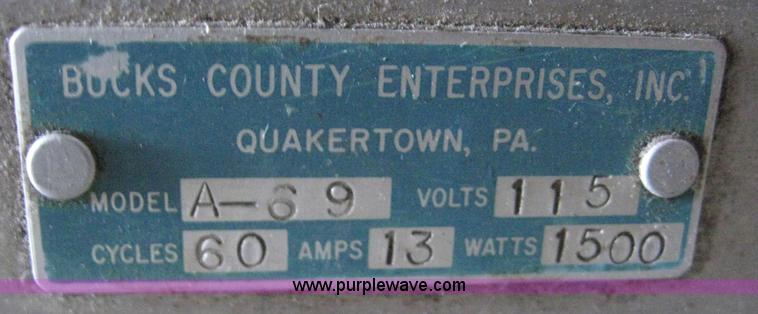 BUCKS COUNTY ENTERPRISES, INC.
QUAKERTOWN, PA.
MODEL A-69 VOLTS 115
CYCLES 60 AMPS 13 WATTS 1500
www.purplewave.com